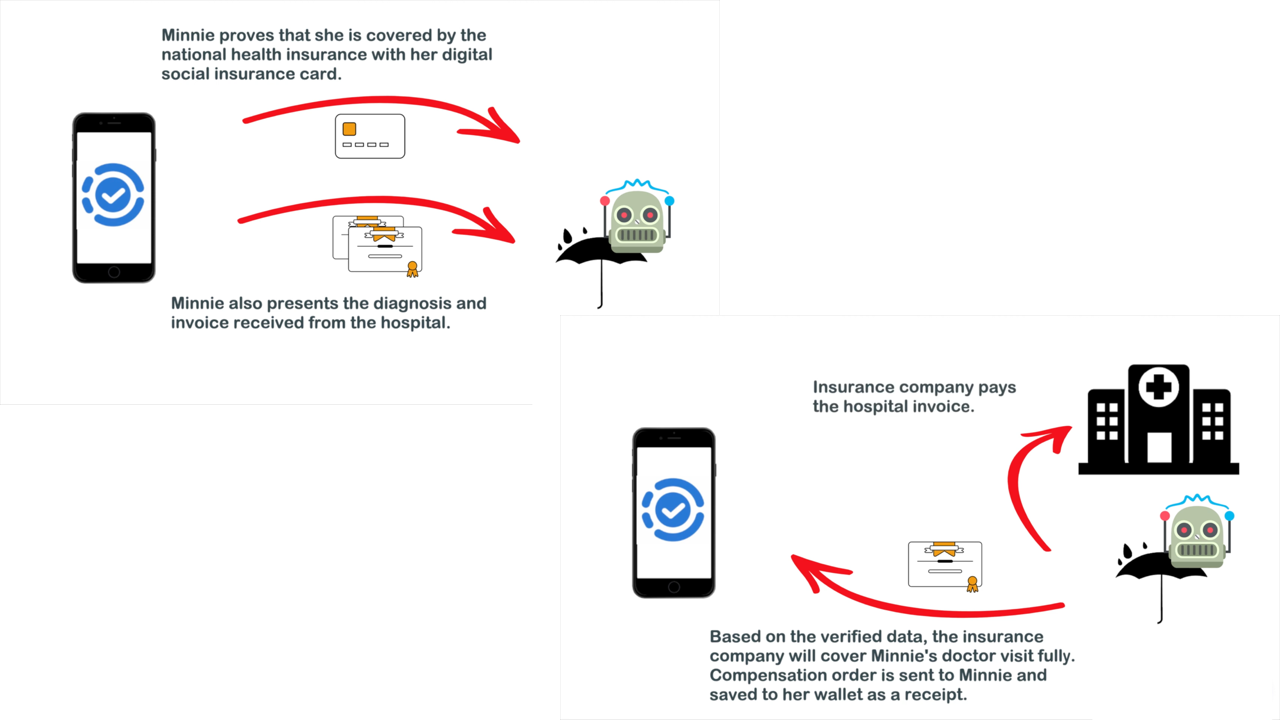 Minnie proves that she is covered by the
national health insurance with her digital
social insurance card.
Minnie also presents the diagnosis and
invoice received from the hospital.
Insurance company pays
the hospital invoice.
Based on the verified data, the insurance
company will cover Minnie's doctor visit fully.
Compensation order is sent to Minnie and
saved to her wallet as a receipt.